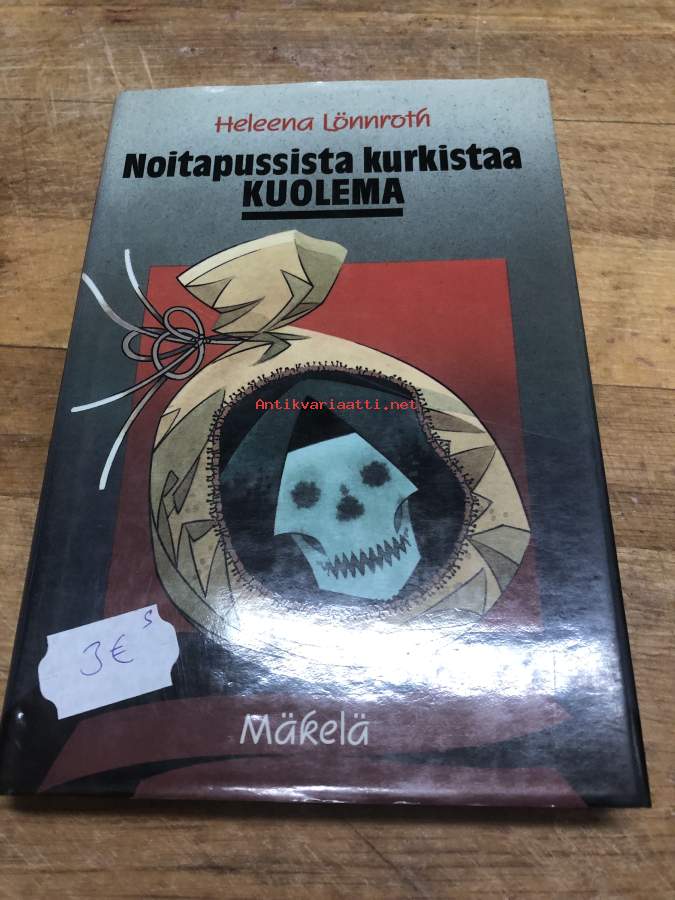 Heleena Lönnroth
Noitapussista kurkistaa
KUOLEMA
Antikvariaatti.net
3€ s
Mäkelä